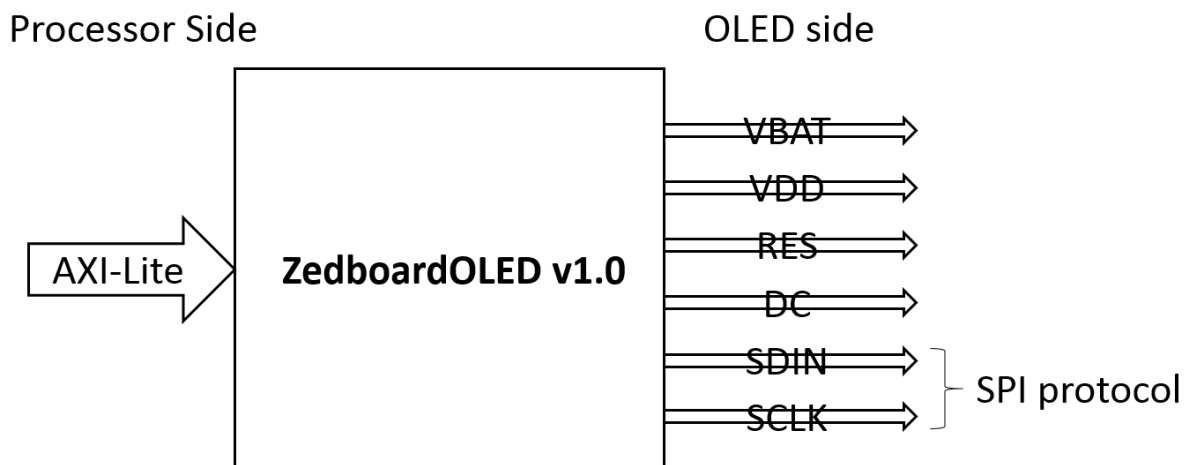 Processor Side
OLED side
VBAT
VDD
RES
AXI-Lite
ZedboardOLED v1.0
DC
SDIN
SPI protocol
SCLK